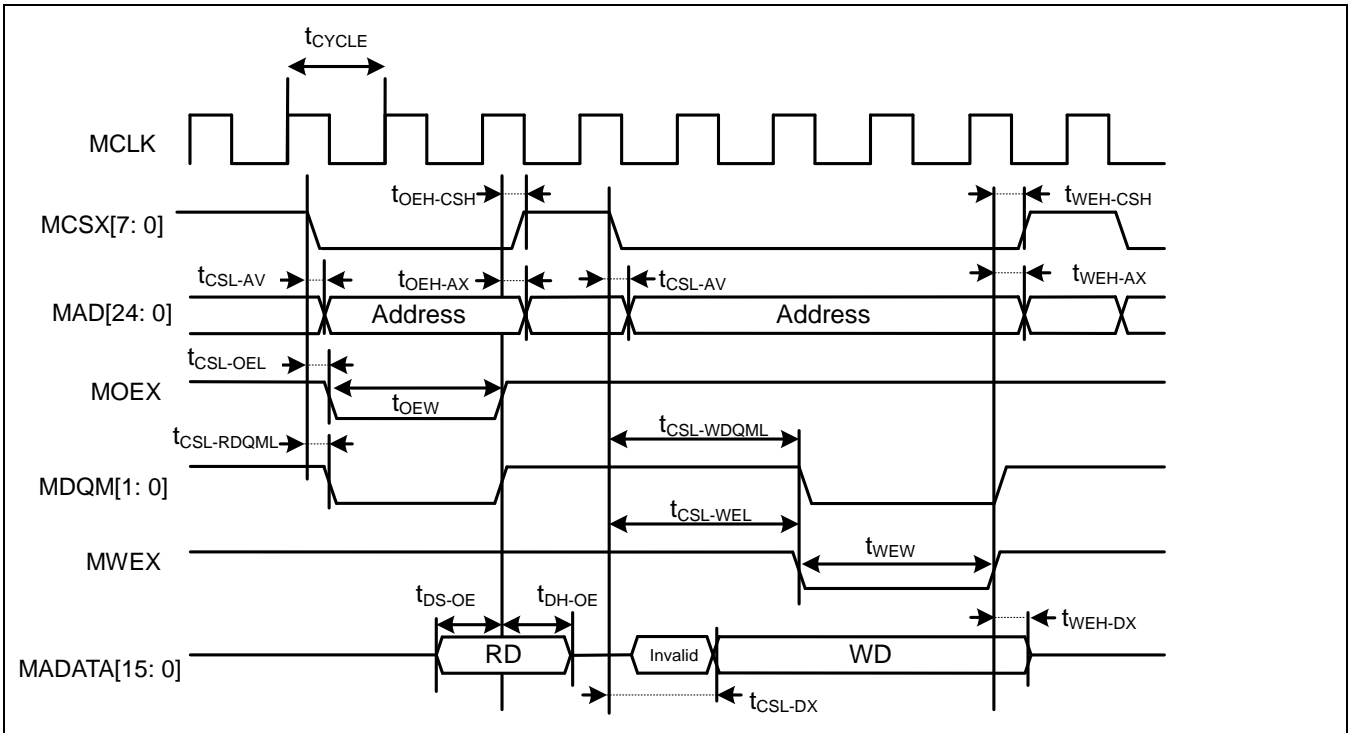 tCYCLE
MCLK
tOEH-CSH
tWEH-CSH
MCSX[7: 0]
tCSL-AV
tOEH-AX
tCSL-AV
tWEH-AX
MAD[24: 0]
Address
Address
tCSL-OEL
MOEX
tOEW
tCSL-RDQML
tCSL-WDQML
MDQM[1: 0]
tCSL-WEL
MWEX
tWEW
tDS-OE
tDH-OE
tWEH-DX
MADATA[15: 0]
RD
Invalid
WD
tCSL-DX